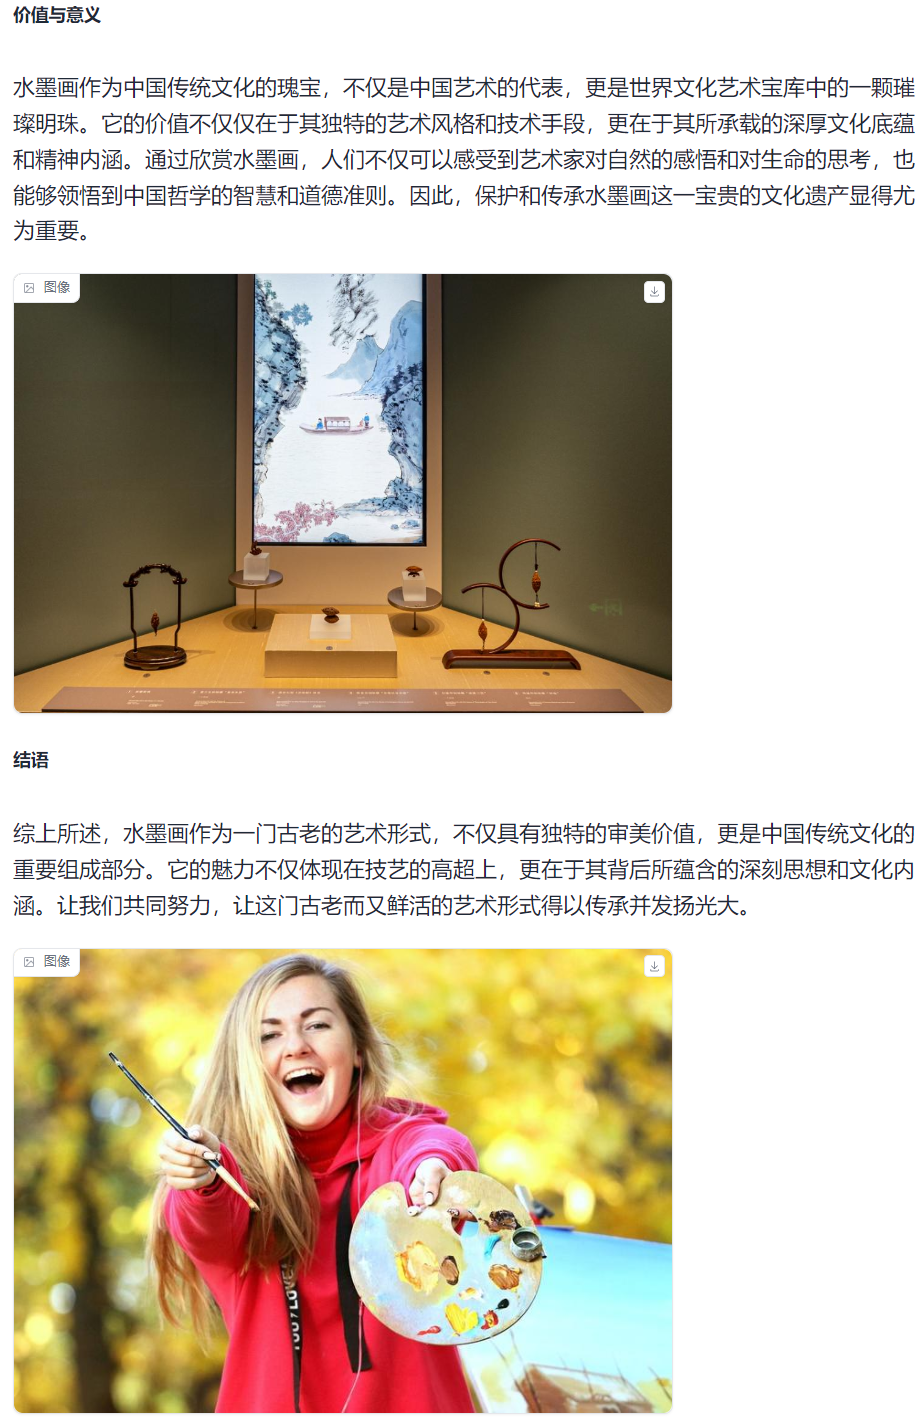 价值与意义
水墨画作为中国传统文化的瑰宝，不仅是中国艺术的代表，更是世界文化艺术宝库中的一颗璀
璨明珠。它的价值不仅仅在于其独特的艺术风格和技术手段，更在于其所承载的深厚文化底蕴
和精神内涵。通过欣赏水墨画，人们不仅可以感受到艺术家对自然的感悟和对生命的思考，也
能够领悟到中国哲学的智慧和道德准则。因此，保护和传承水墨画这一宝贵的文化遗产显得尤
为重要。
图像
结语
综上所述，水墨画作为一门古老的艺术形式，不仅具有独特的审美价值，更是中国传统文化的
重要组成部分。它的魅力不仅体现在技艺的高超上，更在于其背后所蕴含的深刻思想和文化内
涵。让我们共同努力，让这门古老而又鲜活的艺术形式得以传承并发扬光大。
图像